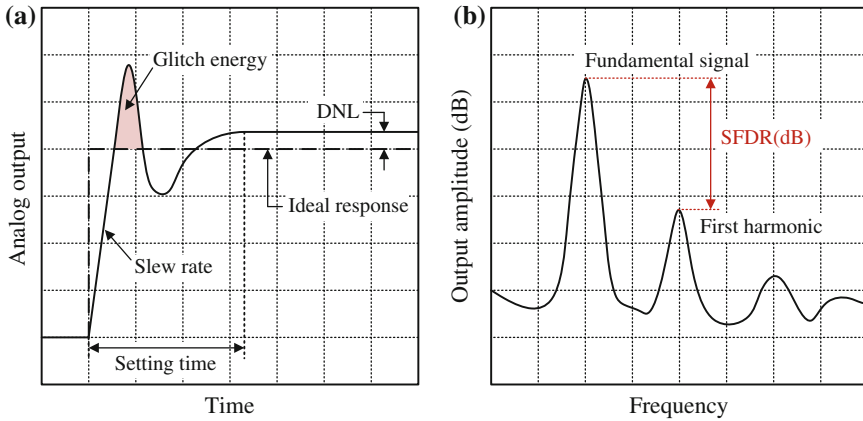 (a)
Glitch energy
DNL
Ideal response
Slew rate
Setting time
Analog output
Time
(b)
Fundamental signal
SFDR(dB)
First harmonic
Output amplitude (dB)
Frequency